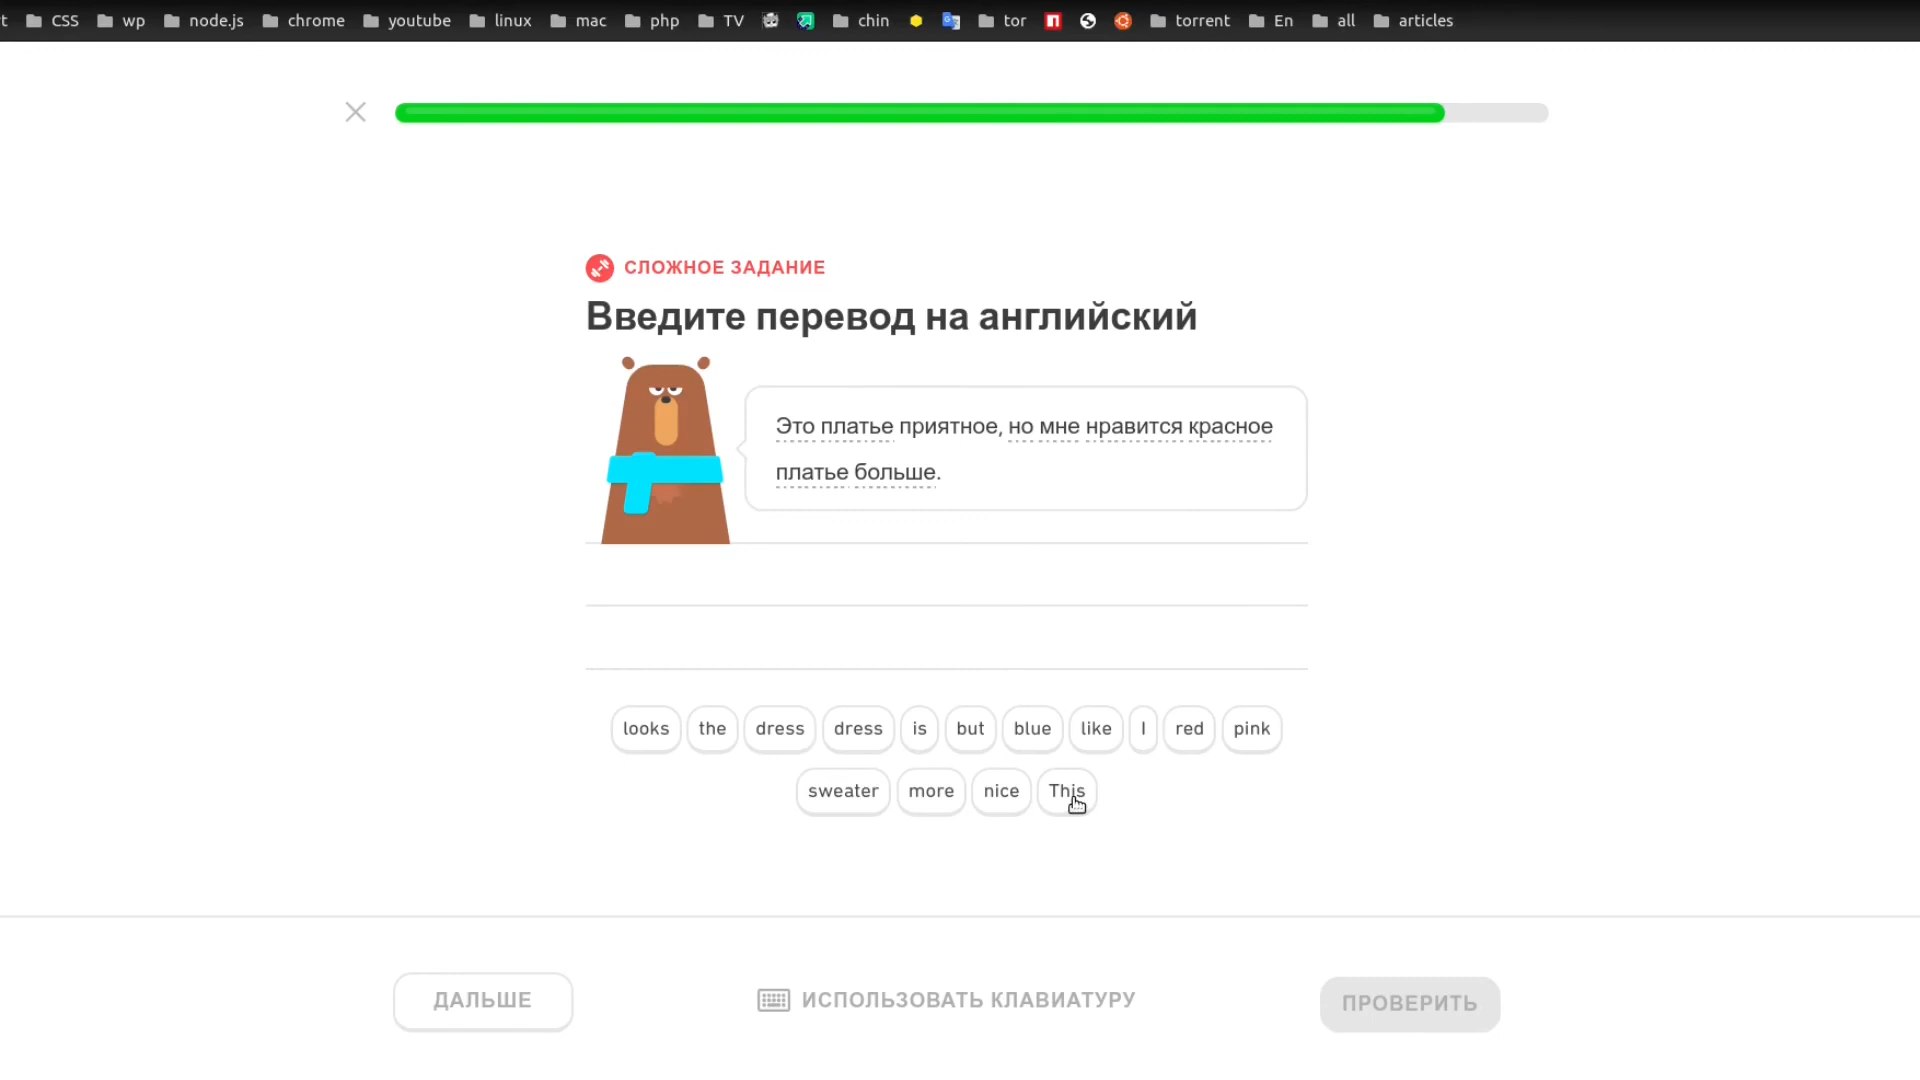 t CSS wp node.js chrome youtube linux mac php TV chin tor torrent En all articles
СЛОЖНОЕ ЗАДАНИЕ
Введите перевод на английский
Это платье приятное, но мне нравится красное
платье больше.
looks the dress dress is but blue like I red pink
sweater more nice This
ДАЛЬШЕ ИСПОЛЬЗОВАТЬ КЛАВИАТУРУ ПРОВЕРИТЬ